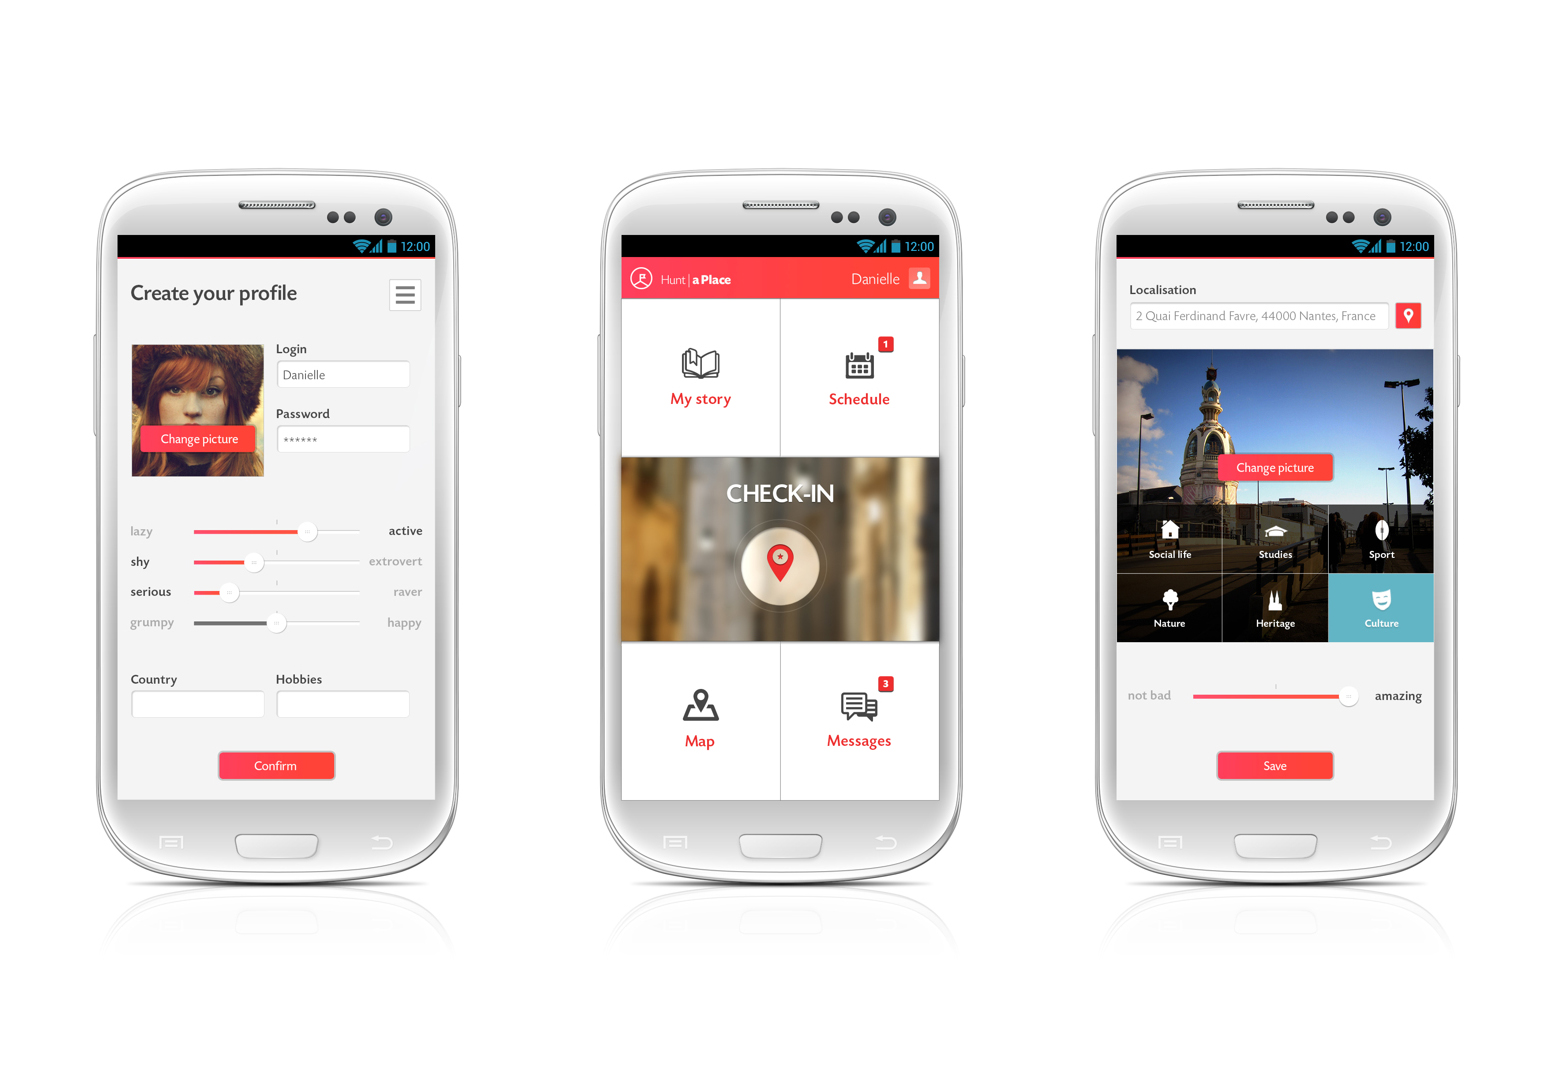 12:00
Create your profile
Login
Danielle
Password
******
Change picture
lazy active
shy extrovert
serious raver
grumpy happy
Country Hobbies
Confirm
12:00
Hunt | a Place Danielle
1
My story Schedule
CHECK-IN
3
Map Messages
12:00
Localisation
2 Quai Ferdinand Favre, 44000 Nantes, France
Change picture
Social life Studies Sport
Nature Heritage Culture
not bad amazing
Save